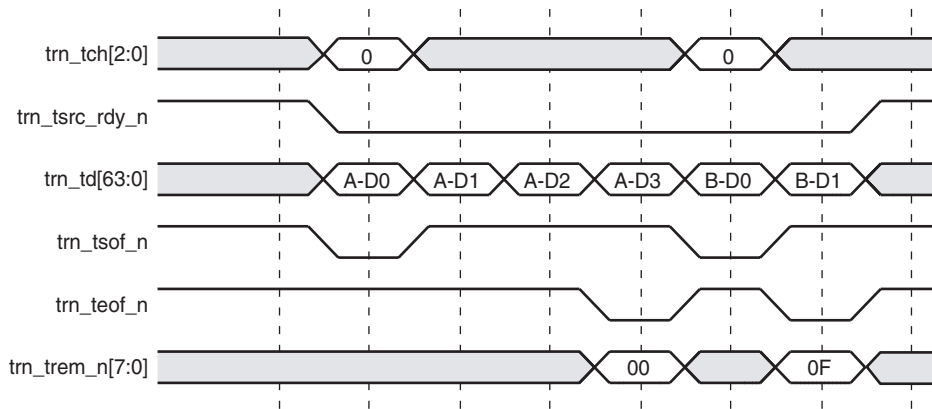 trn_tch[2:0] 0 0
trn_tsrc_rdy_n
trn_td[63:0] A-D0 A-D1 A-D2 A-D3 B-D0 B-D1
trn_tsof_n
trn_teof_n
trn_trem_n[7:0] 00 0F